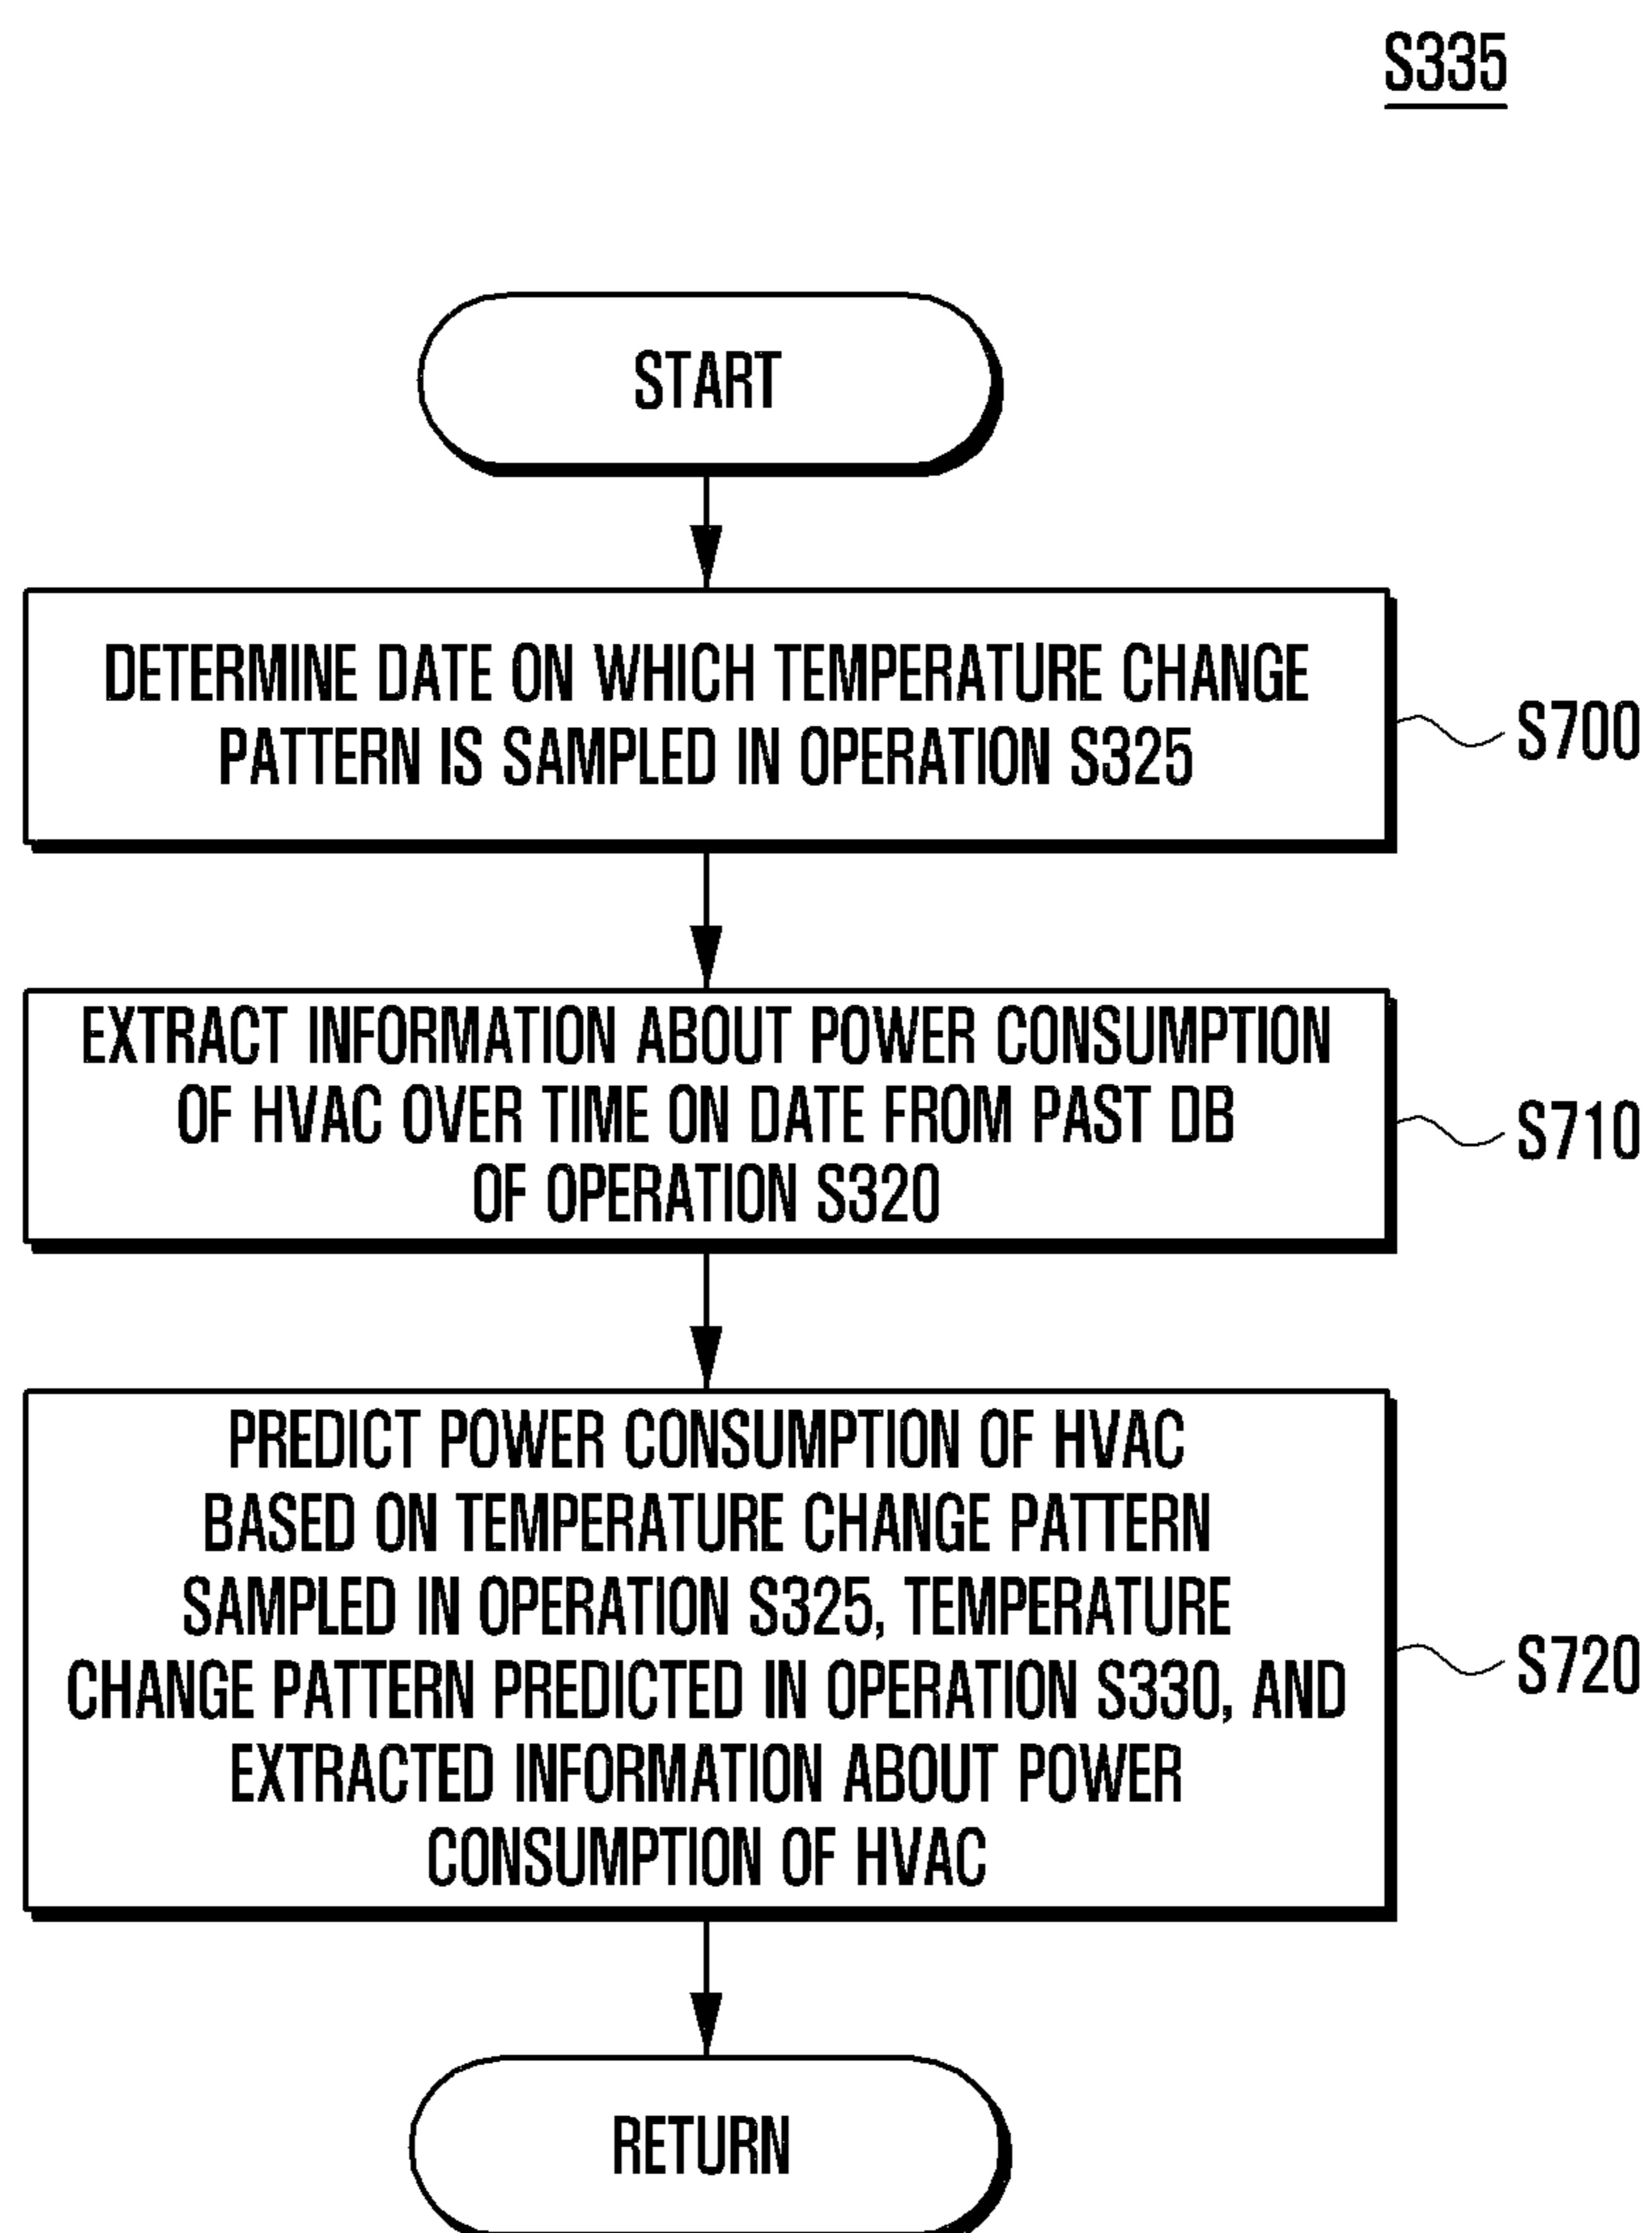 S335
START
DETERMINE DATE ON WHICH TEMPERATURE CHANGE
PATTERN IS SAMPLED IN OPERATION S325
S700
EXTRACT INFORMATION ABOUT POWER CONSUMPTION
OF HVAC OVER TIME ON DATE FROM PAST DB
OF OPERATION S320
S710
PREDICT POWER CONSUMPTION OF HVAC
BASED ON TEMPERATURE CHANGE PATTERN
SAMPLED IN OPERATION S325, TEMPERATURE
CHANGE PATTERN PREDICTED IN OPERATION S330, AND
EXTRACTED INFORMATION ABOUT POWER
CONSUMPTION OF HVAC
S720
RETURN